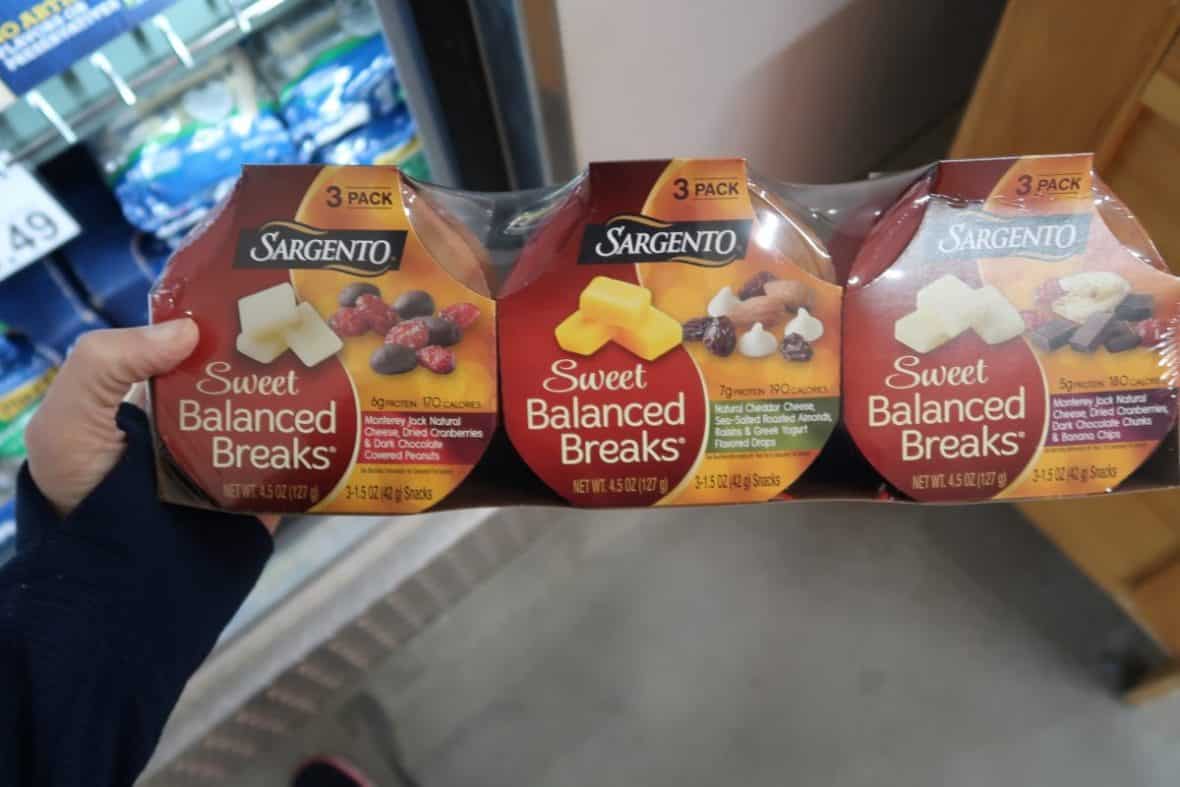 NO ARTI
FLAVORS OR
PRESERVATIVES
.49
3 PACK
SARGENTO
Sweet
Balanced
Breaks®
6g PROTEIN 170 CALORIES
Monterey Jack Natural
Cheese, Dried Cranberries
& Dark Chocolate
Covered Peanuts
NET WT. 4.5 OZ (127 g)
3-1.5 OZ (42 g) Snacks
3 PACK
SARGENTO
Sweet
Balanced
Breaks®
7g PROTEIN 190 CALORIES
Natural Cheddar Cheese,
Sea-Salted Roasted Almonds,
Raisins & Greek Yogurt
Flavored Drops
NET WT. 4.5 OZ (127 g)
3-1.5 OZ (42 g) Snacks
3 PACK
SARGENTO
Sweet
Balanced
Breaks®
5g PROTEIN 180 CALORIES
Monterey Jack Natural
Cheese, Dried Cranberries,
& Dark Chocolate Chunks
& Banana Chips
NET WT. 4.5 OZ (127 g)
3-1.5 OZ (42 g) Snacks